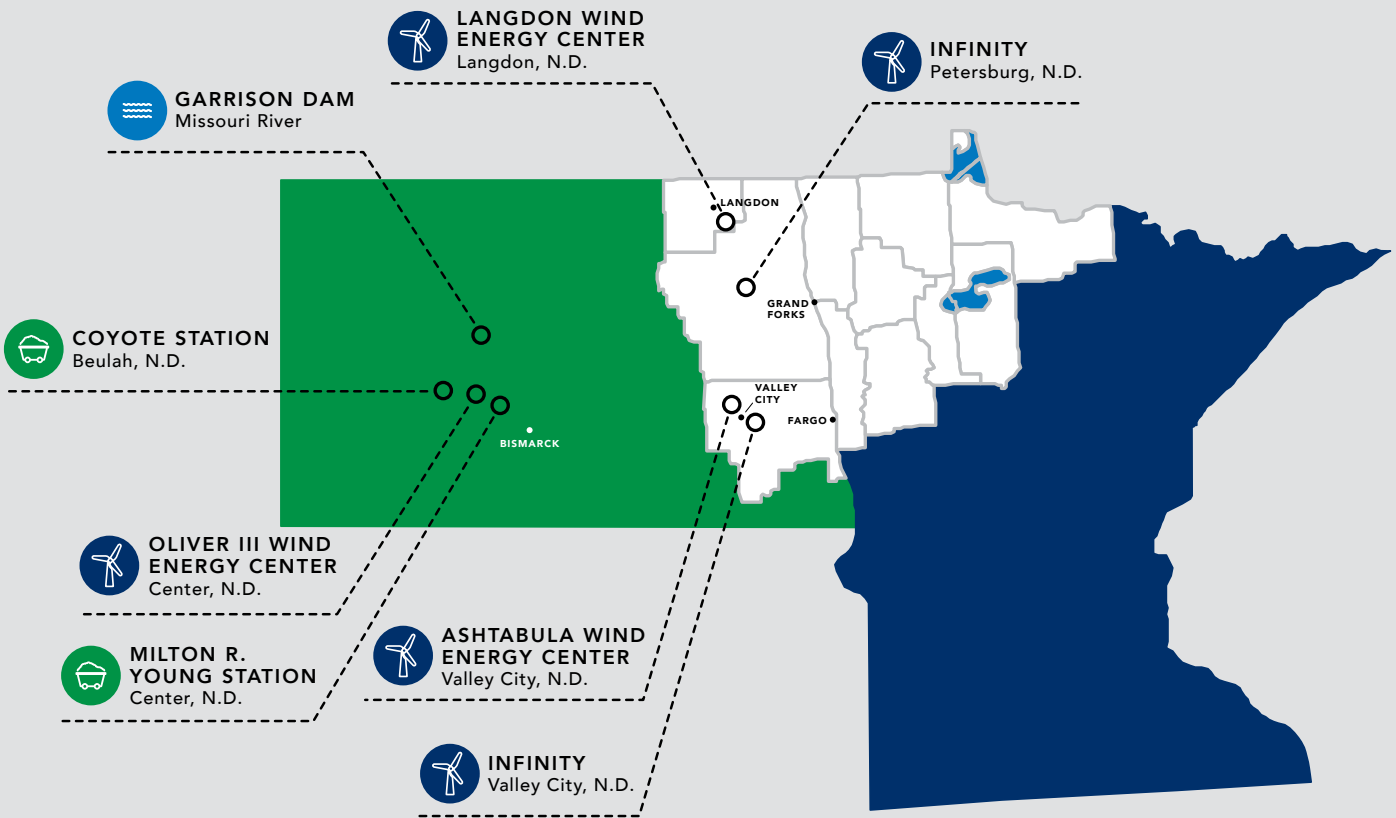 LANGDON WIND
ENERGY CENTER
Langdon, N.D.
INFINITY
Petersburg, N.D.
GARRISON DAM
Missouri River
LANGDON
GRAND
FORKS
COYOTE STATION
Beulah, N.D.
VALLEY
CITY
FARGO
BISMARCK
OLIVER III WIND
ENERGY CENTER
Center, N.D.
ASHTABULA WIND
ENERGY CENTER
Valley City, N.D.
MILTON R.
YOUNG STATION
Center, N.D.
INFINITY
Valley City, N.D.